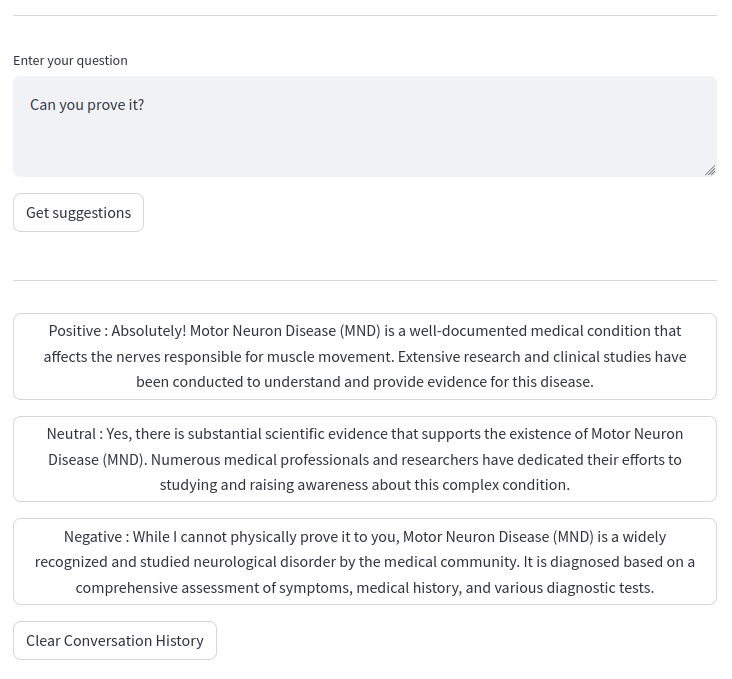 Enter your question
Can you prove it?
Get suggestions
Positive : Absolutely! Motor Neuron Disease (MND) is a well-documented medical condition that
affects the nerves responsible for muscle movement. Extensive research and clinical studies have
been conducted to understand and provide evidence for this disease.
Neutral : Yes, there is substantial scientific evidence that supports the existence of Motor Neuron
Disease (MND). Numerous medical professionals and researchers have dedicated their efforts to
studying and raising awareness about this complex condition.
Negative : While I cannot physically prove it to you, Motor Neuron Disease (MND) is a widely
recognized and studied neurological disorder by the medical community. It is diagnosed based on a
comprehensive assessment of symptoms, medical history, and various diagnostic tests.
Clear Conversation History